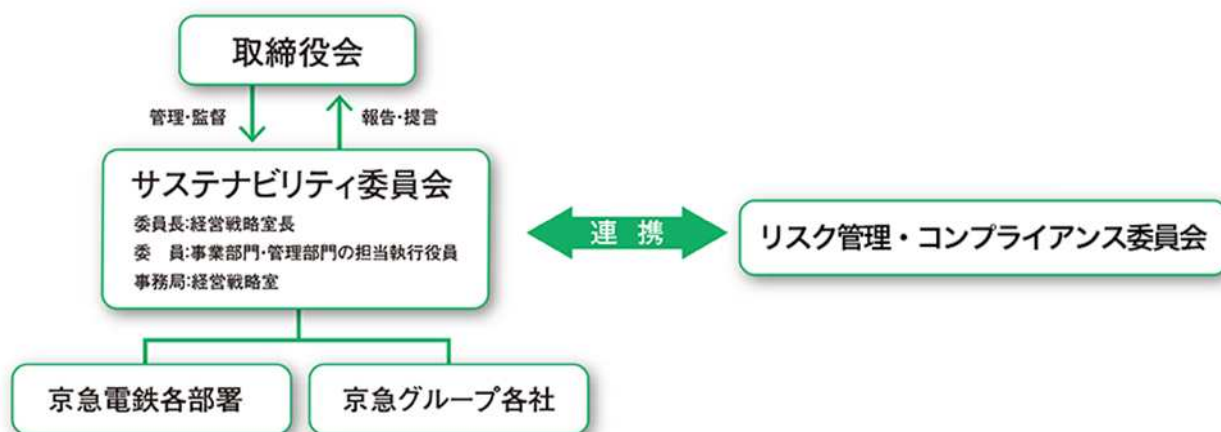 取締役会
管理・監督
報告・提言
サステナビリティ委員会
委員長:経営戦略室長
委　員:事業部門・管理部門の担当執行役員
事務局:経営戦略室
連 携
リスク管理・コンプライアンス委員会
京急電鉄各部署
京急グループ各社